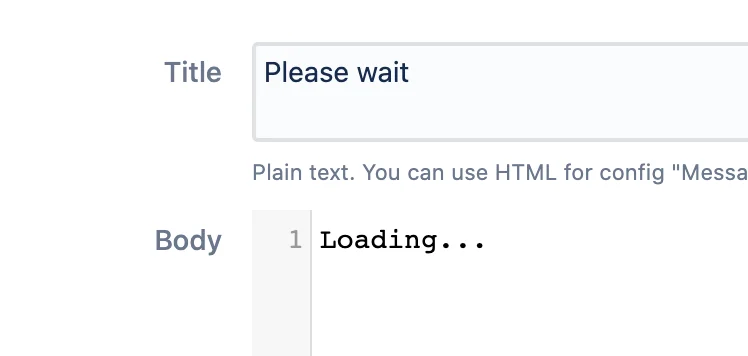 Title
Please wait
Plain text. You can use HTML for config "Messa
Body
1 Loading...